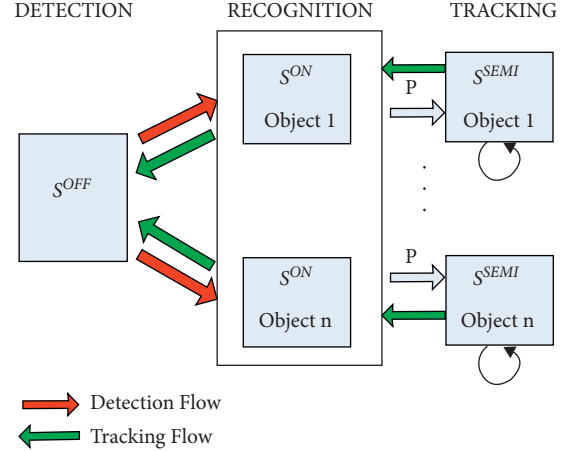 DETECTION RECOGNITION TRACKING
S^ON
Object 1
P
S^SEMI
Object 1
S^OFF
.
.
.
S^ON
Object n
P
S^SEMI
Object n
Detection Flow
Tracking Flow